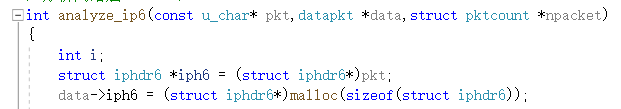 int analyze_ip6(const u_char* pkt,datapkt *data,struct pktcount *npacket)
{
int i;
struct iphdr6 *iph6 = (struct iphdr6*)pkt;
data->iph6 = (struct iphdr6*)malloc(sizeof(struct iphdr6));